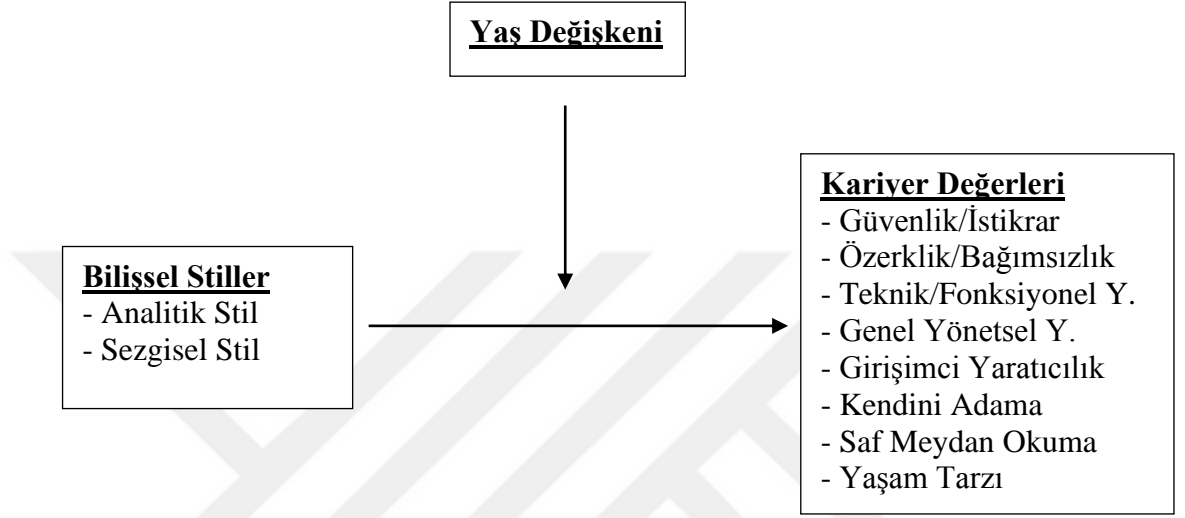 Yaş Değişkeni
Bilişsel Stiller
- Analitik Stil
- Sezgisel Stil
Kariyer Değerleri
- Güvenlik/İstikrar
- Özerklik/Bağımsızlık
- Teknik/Fonksiyonel Y.
- Genel Yönetsel Y.
- Girişimci Yaratıcılık
- Kendini Adama
- Saf Meydan Okuma
- Yaşam Tarzı